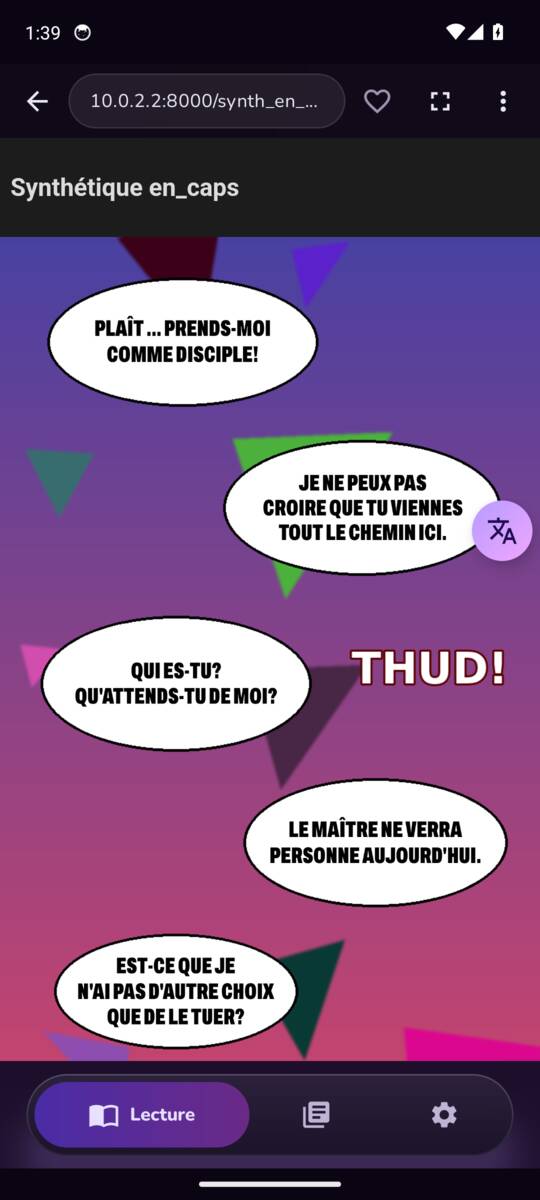 1:39
10.0.2.2:8000/synth_en_...
Synthétique en_caps
PLAÎT ... PRENDS-MOI
COMME DISCIPLE!
JE NE PEUX PAS
CROIRE QUE TU VIENNES
TOUT LE CHEMIN ICI.
QUI ES-TU?
QU'ATTENDS-TU DE MOI?
THUD!
LE MAÎTRE NE VERRA
PERSONNE AUJOURD'HUI.
EST-CE QUE JE
N'AI PAS D'AUTRE CHOIX
QUE DE LE TUER?
Lecture